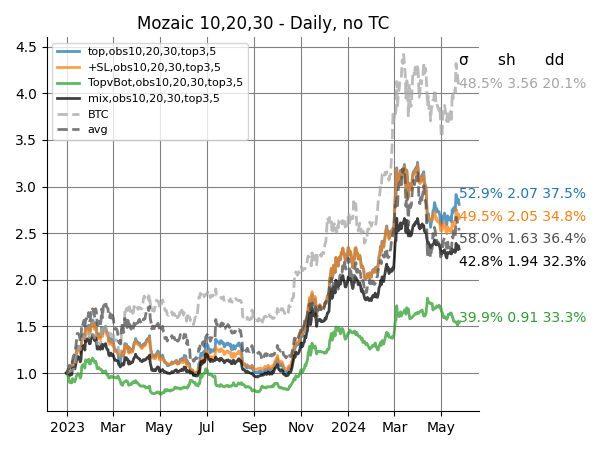 Mozaic 10,20,30 - Daily, no TC
top,obs10,20,30,top3,5
+SL,obs10,20,30,top3,5
TopvBot,obs10,20,30,top3,5
mix,obs10,20,30,top3,5
BTC
avg
σ sh dd
48.5% 3.56 20.1%
52.9% 2.07 37.5%
49.5% 2.05 34.8%
58.0% 1.63 36.4%
42.8% 1.94 32.3%
39.9% 0.91 33.3%
4.5
4.0
3.5
3.0
2.5
2.0
1.5
1.0
2023 Mar May Jul Sep Nov 2024 Mar May